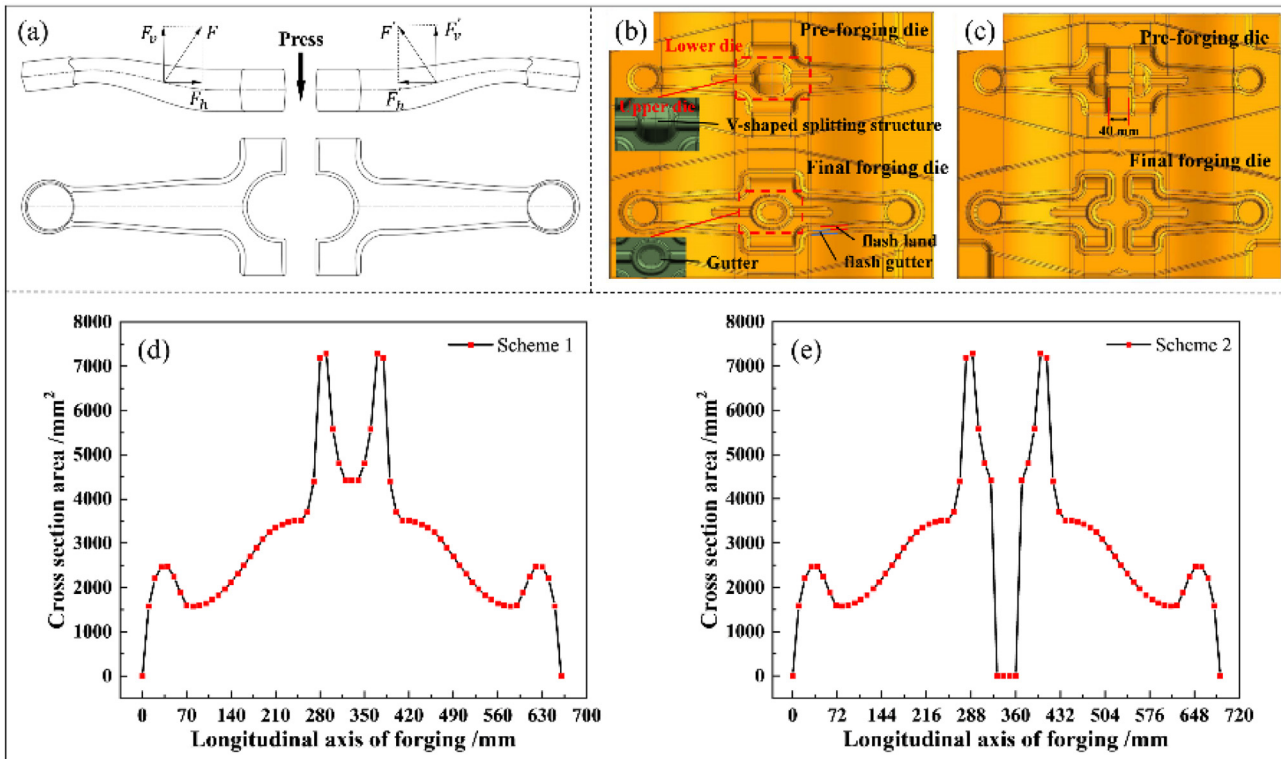 (a)
F_v F
Press
F' F_v'
F_h
F_h
(b)
Pre-forging die
Lower die
Upper die
V-shaped splitting structure
Final forging die
flash land
flash gutter
Gutter
(c)
Pre-forging die
40 mm
Final forging die
(d)
Scheme 1
Cross section area /mm²
8000
7000
6000
5000
4000
3000
2000
1000
0
0 70 140 210 280 350 420 490 560 630 700
Longitudinal axis of forging /mm
(e)
Scheme 2
Cross section area /mm²
8000
7000
6000
5000
4000
3000
2000
1000
0
0 72 144 216 288 360 432 504 576 648 720
Longitudinal axis of forging /mm